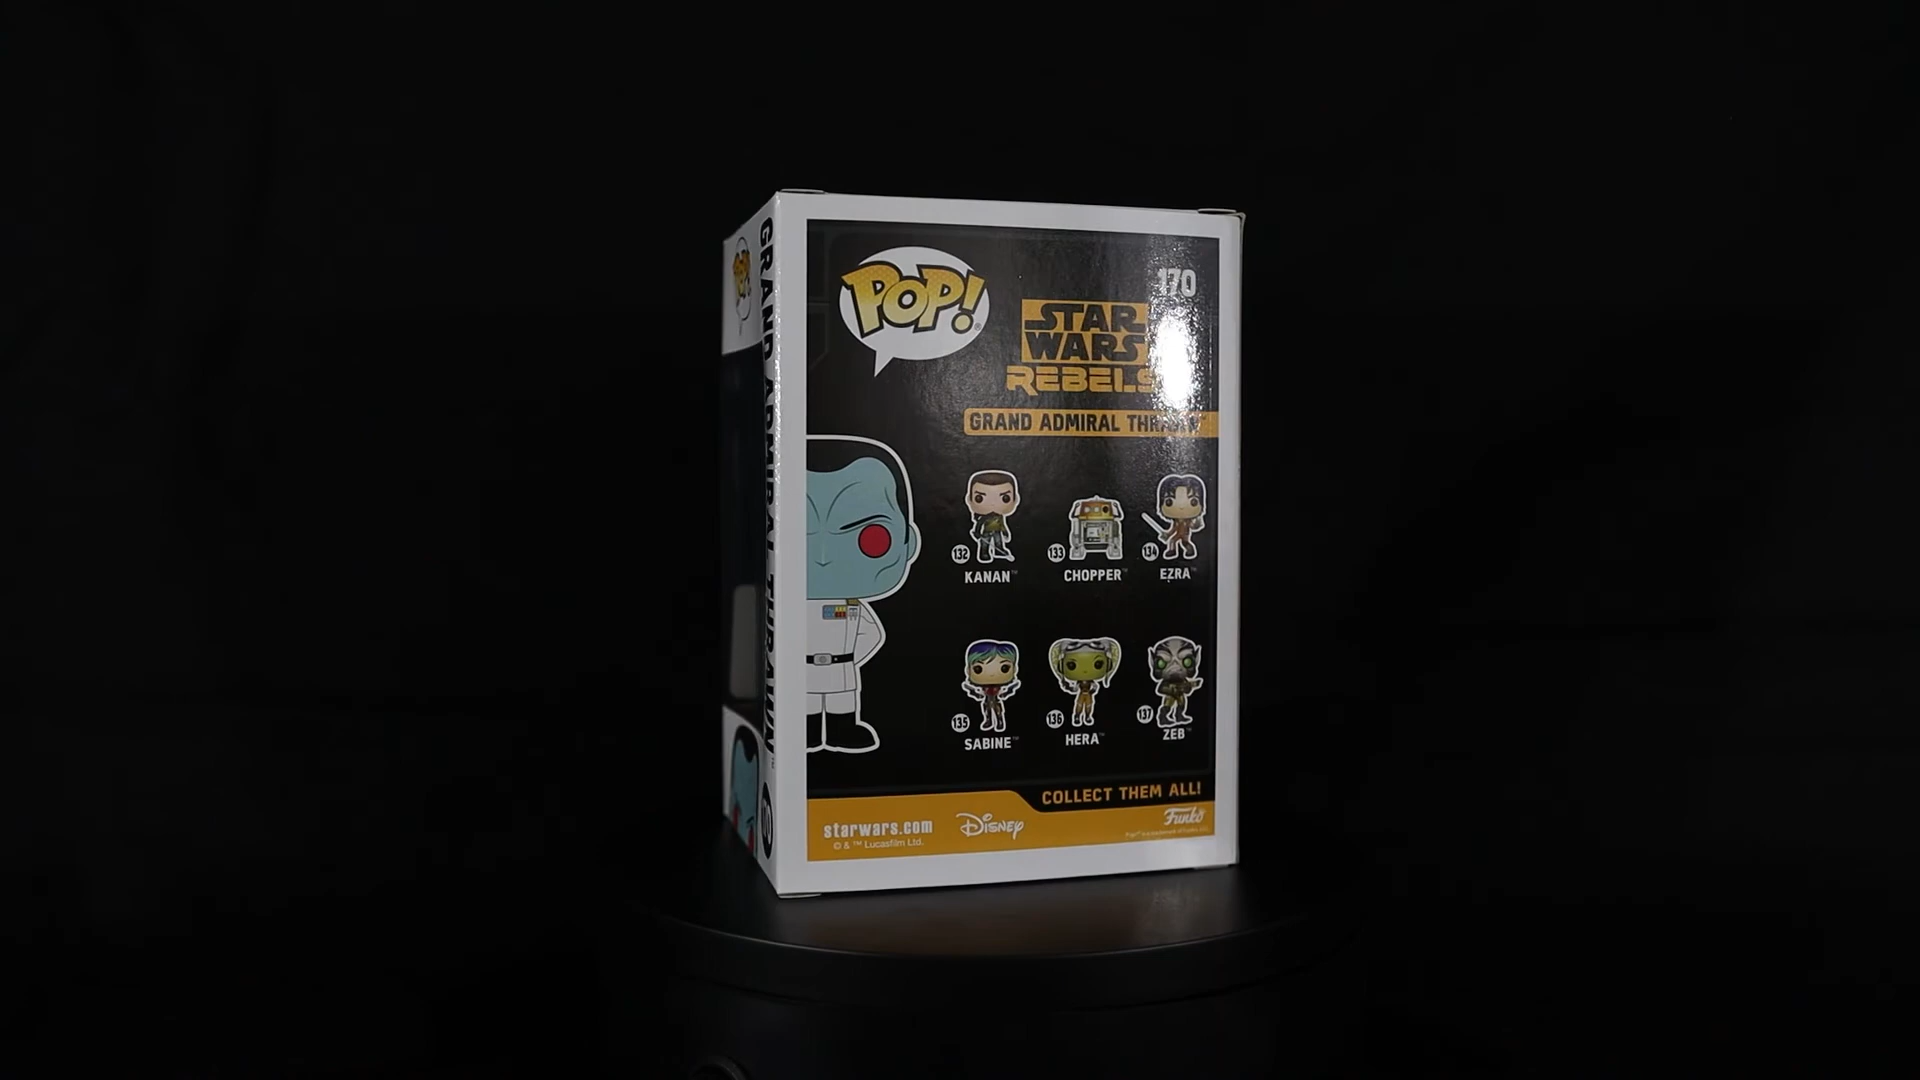 GRAND ADMIRAL THRAWN™
POP!®
170
STAR
WARS
REBELS
GRAND ADMIRAL THRAWN™
132
KANAN™
133
CHOPPER™
134
EZRA™
135
SABINE™
136
HERA™
137
ZEB™
COLLECT THEM ALL!
starwars.com
© & ™ Lucasfilm Ltd.
Disney
Funko